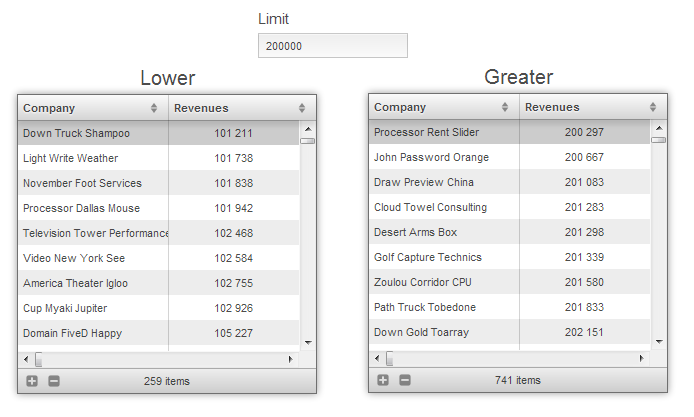 Limit
200000
Lower
Company Revenues
Down Truck Shampoo 101 211
Light Write Weather 101 738
November Foot Services 101 838
Processor Dallas Mouse 101 942
Television Tower Performance 102 468
Video New York See 102 584
America Theater Igloo 102 755
Cup Myaki Jupiter 102 926
Domain FiveD Happy 105 227
259 items
Greater
Company Revenues
Processor Rent Slider 200 297
John Password Orange 200 667
Draw Preview China 201 083
Cloud Towel Consulting 201 283
Desert Arms Box 201 298
Golf Capture Technics 201 339
Zoulou Corridor CPU 201 580
Path Truck Tobedone 201 833
Down Gold Toarray 202 151
741 items